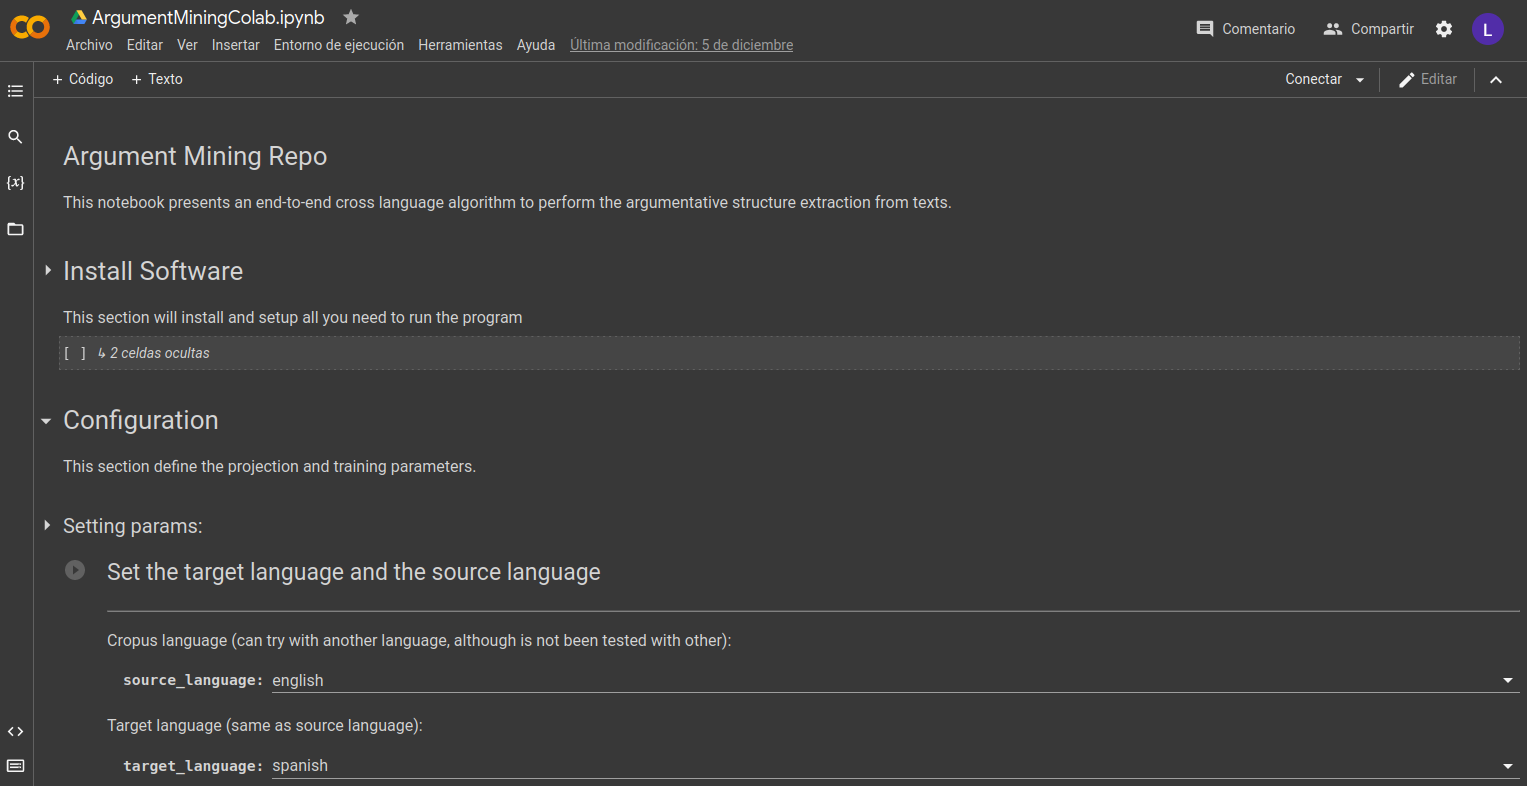 ArgumentMiningColab.ipynb
Archivo Editar Ver Insertar Entorno de ejecución Herramientas Ayuda Última modificación: 5 de diciembre
Comentario Compartir L
+ Código + Texto
Conectar Editar
{x}
Argument Mining Repo
This notebook presents an end-to-end cross language algorithm to perform the argumentative structure extraction from texts.
Install Software
This section will install and setup all you need to run the program
[ ] ↳ 2 celdas ocultas
Configuration
This section define the projection and training parameters.
Setting params:
Set the target language and the source language
Cropus language (can try with another language, although is not been tested with other):
source_language: english
Target language (same as source language):
target_language: spanish